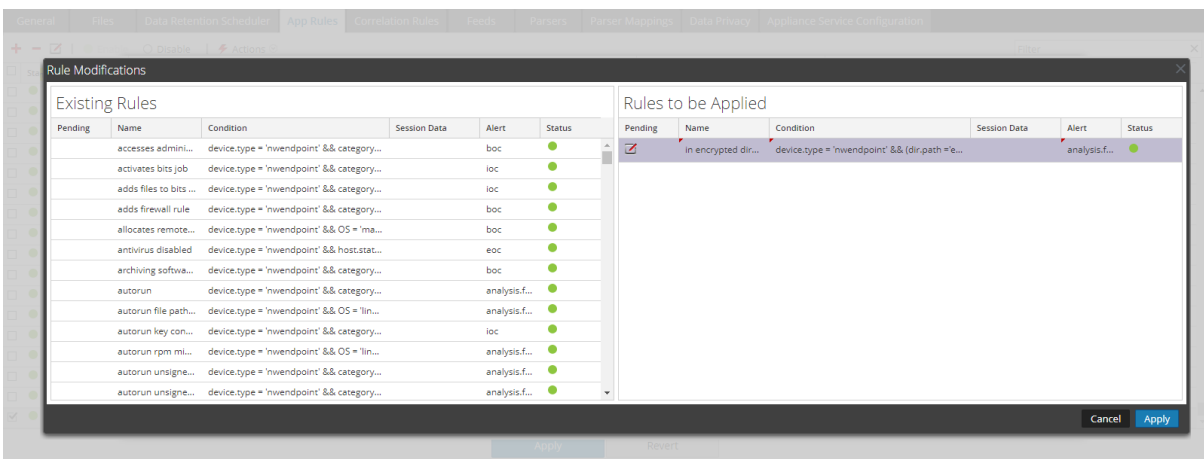 General Files Data Retention Scheduler App Rules Correlation Rules Feeds Parsers Parser Mappings Data Privacy Appliance Service Configuration
Disable Actions Filter
Rule Modifications
Existing Rules
Pending Name Condition Session Data Alert Status
accesses admini... device.type = 'nwendpoint' && category... boc
activates bits job device.type = 'nwendpoint' && category... ioc
adds files to bits ... device.type = 'nwendpoint' && category... ioc
adds firewall rule device.type = 'nwendpoint' && category... boc
allocates remote... device.type = 'nwendpoint' && OS = 'ma... boc
antivirus disabled device.type = 'nwendpoint' && host.stat... eoc
archiving softwa... device.type = 'nwendpoint' && category... boc
autorun device.type = 'nwendpoint' && category... analysis.f...
autorun file path... device.type = 'nwendpoint' && OS = 'lin... analysis.f...
autorun key con... device.type = 'nwendpoint' && category... ioc
autorun rpm mi... device.type = 'nwendpoint' && OS = 'lin... analysis.f...
autorun unsigne... device.type = 'nwendpoint' && category... analysis.f...
autorun unsigne... device.type = 'nwendpoint' && category... analysis.f...
Rules to be Applied
Pending Name Condition Session Data Alert Status
in encrypted dir... device.type = 'nwendpoint' && (dir.path ='e... analysis.f...
Cancel Apply
Apply Revert